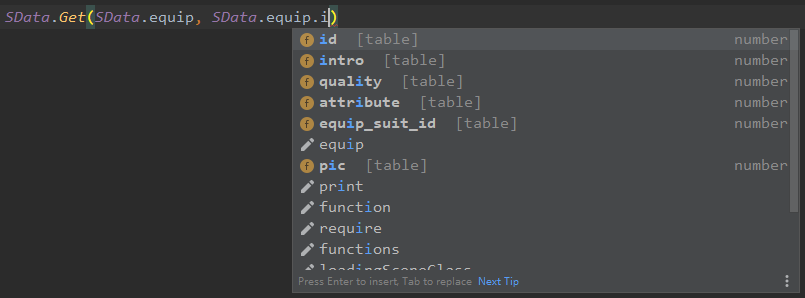 SData.Get(SData.equip, SData.equip.i)
id [table] number
intro [table] number
quality [table] number
attribute [table] number
equip_suit_id [table] number
equip
pic [table] number
print
function
require
functions
loadingSceneClass
Press Enter to insert, Tab to replace Next Tip